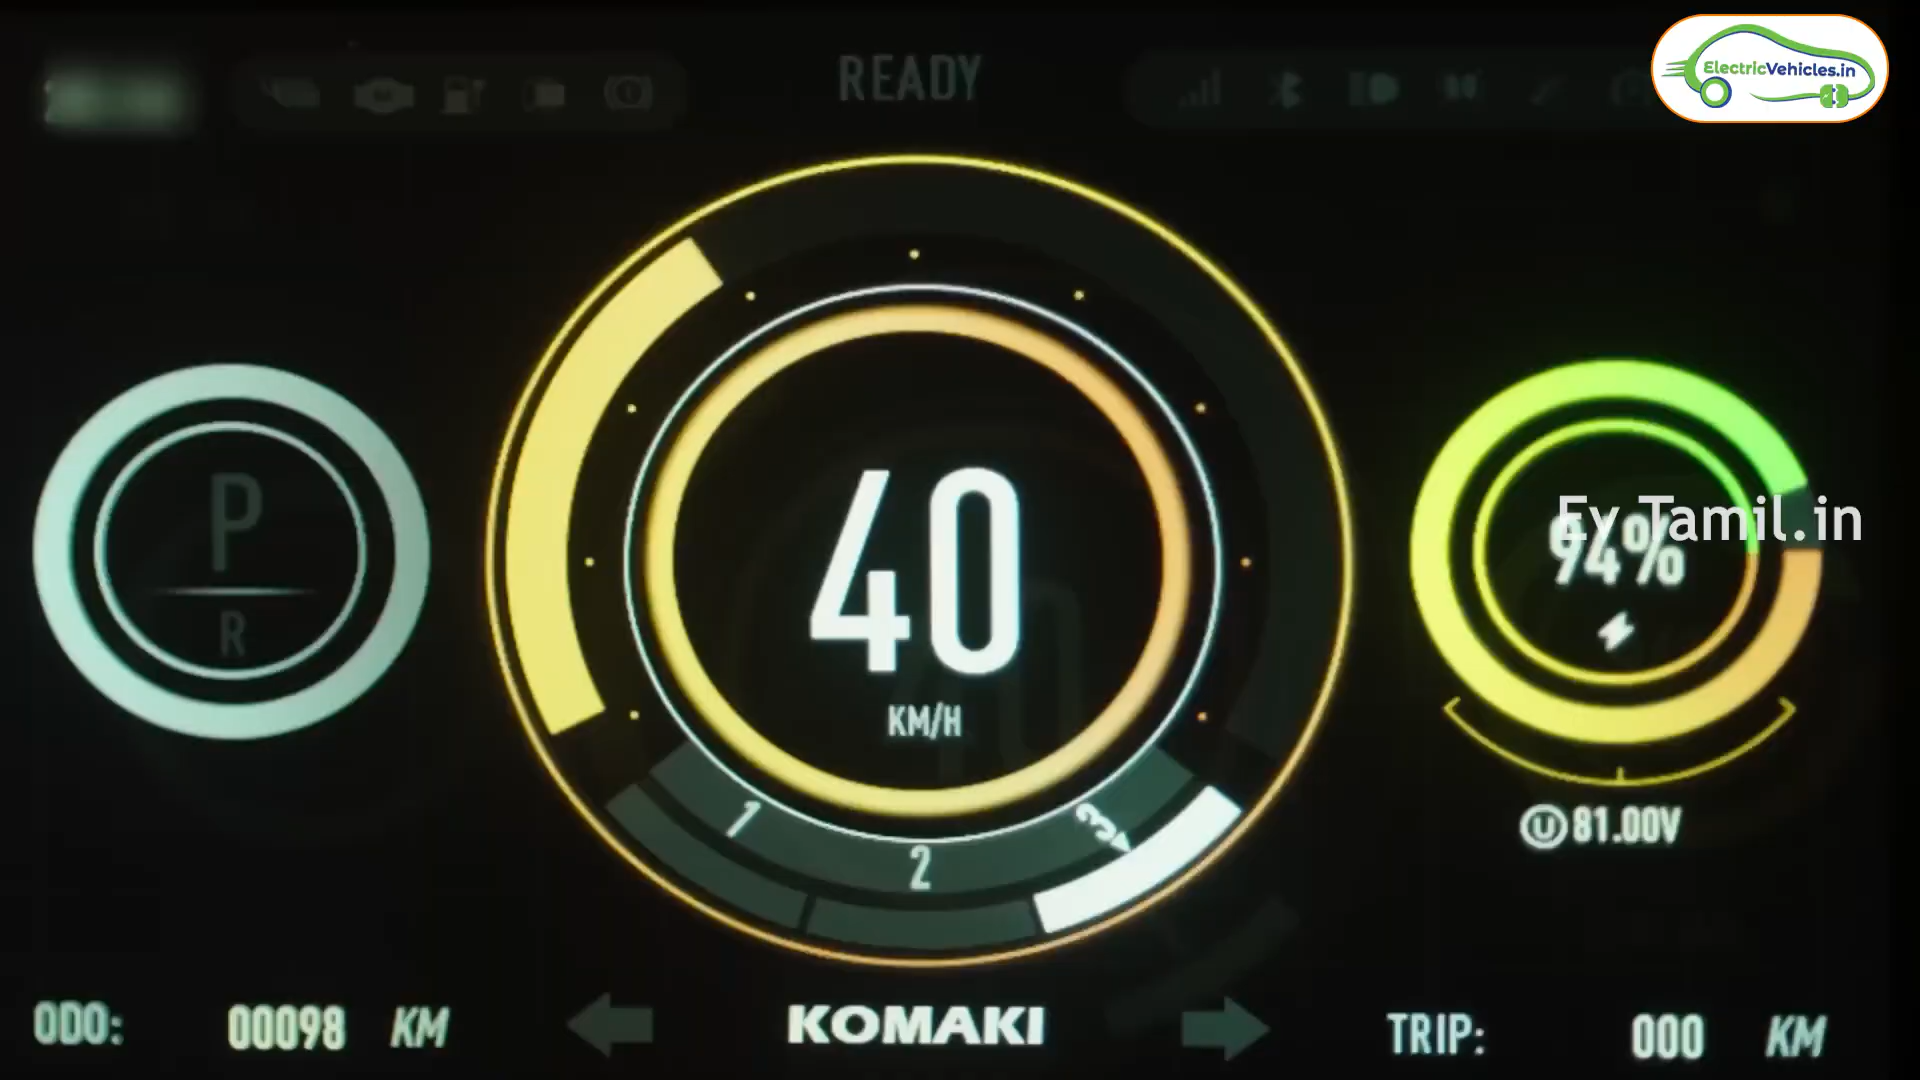 READY
ElectricVehicles.in
P
R
40
KM/H
1
2
3
Ev Tamil.in
94%
U 81.00V
ODO: 00098 KM
KOMAKI
TRIP: 000 KM